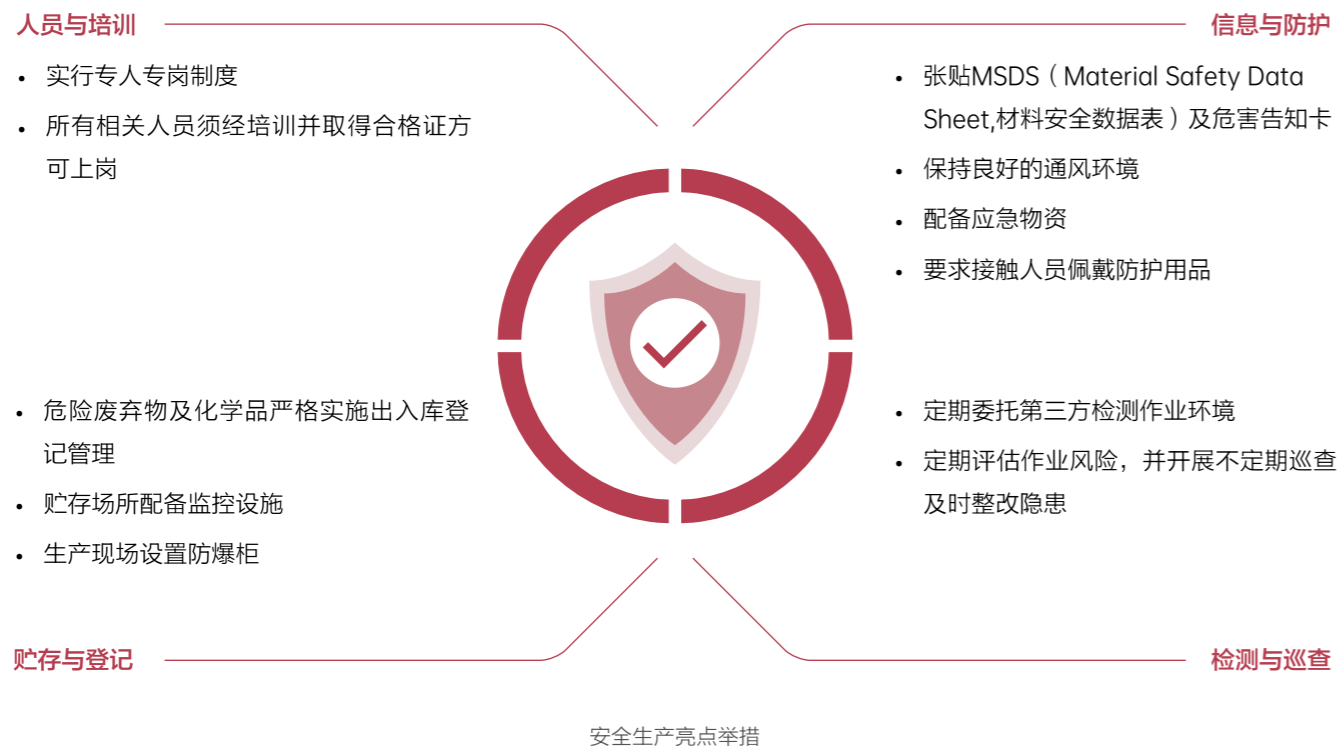 人员与培训
• 实行专人专岗制度
• 所有相关人员须经培训并取得合格证方
可上岗
信息与防护
• 张贴MSDS（Material Safety Data
Sheet,材料安全数据表）及危害告知卡
• 保持良好的通风环境
• 配备应急物资
• 要求接触人员佩戴防护用品
• 危险废弃物及化学品严格实施出入库登
记管理
• 贮存场所配备监控设施
• 生产现场设置防爆柜
贮存与登记
• 定期委托第三方检测作业环境
• 定期评估作业风险，并开展不定期巡查
及时整改隐患
检测与巡查
安全生产亮点举措